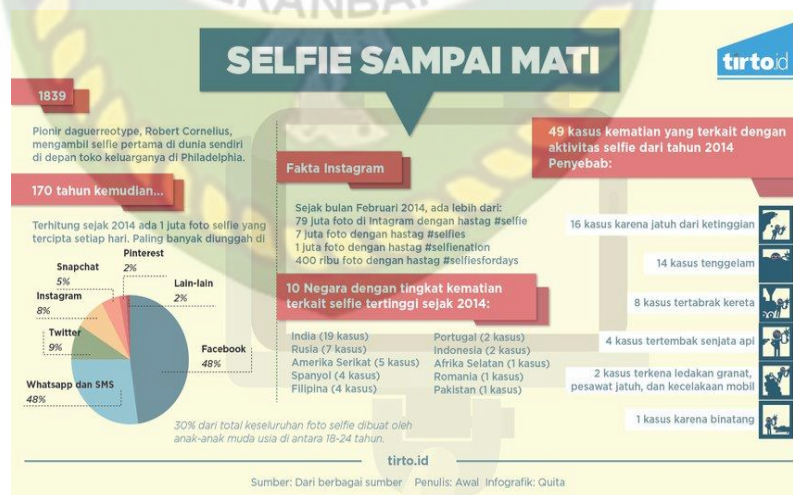 SELFIE SAMPAI MATI
tirto.id
1839
Pionir daguerreotype, Robert Cornelius,
mengambil selfie pertama di dunia sendiri
di depan toko keluarganya di Philadelphia.
170 tahun kemudian...
Terhitung sejak 2014 ada 1 juta foto selfie yang
tercipta setiap hari. Paling banyak diunggah di
Pinterest
2%
Snapchat
5%
Lain-lain
2%
Instagram
8%
Twitter
9%
Facebook
48%
Whatsapp dan SMS
48%
30% dari total keseluruhan foto selfie dibuat oleh
anak-anak muda usia di antara 18-24 tahun.
Fakta Instagram
Sejak bulan Februari 2014, ada lebih dari:
79 juta foto di Intagram dengan hastag #selfie
7 juta foto dengan hastag #selfies
1 juta foto dengan hastag #selfienation
400 ribu foto dengan hastag #selfiesfordays
10 Negara dengan tingkat kematian
terkait selfie tertinggi sejak 2014:
India (19 kasus)
Rusia (7 kasus)
Amerika Serikat (5 kasus)
Spanyol (4 kasus)
Filipina (4 kasus)
Portugal (2 kasus)
Indonesia (2 kasus)
Afrika Selatan (1 kasus)
Romania (1 kasus)
Pakistan (1 kasus)
49 kasus kematian yang terkait dengan
aktivitas selfie dari tahun 2014
Penyebab:
16 kasus karena jatuh dari ketinggian
14 kasus tenggelam
8 kasus tertabrak kereta
4 kasus tertembak senjata api
2 kasus terkena ledakan granat,
pesawat jatuh, dan kecelakaan mobil
1 kasus karena binatang
tirto.id
Sumber: Dari berbagai sumber Penulis: Awal Infografik: Quita